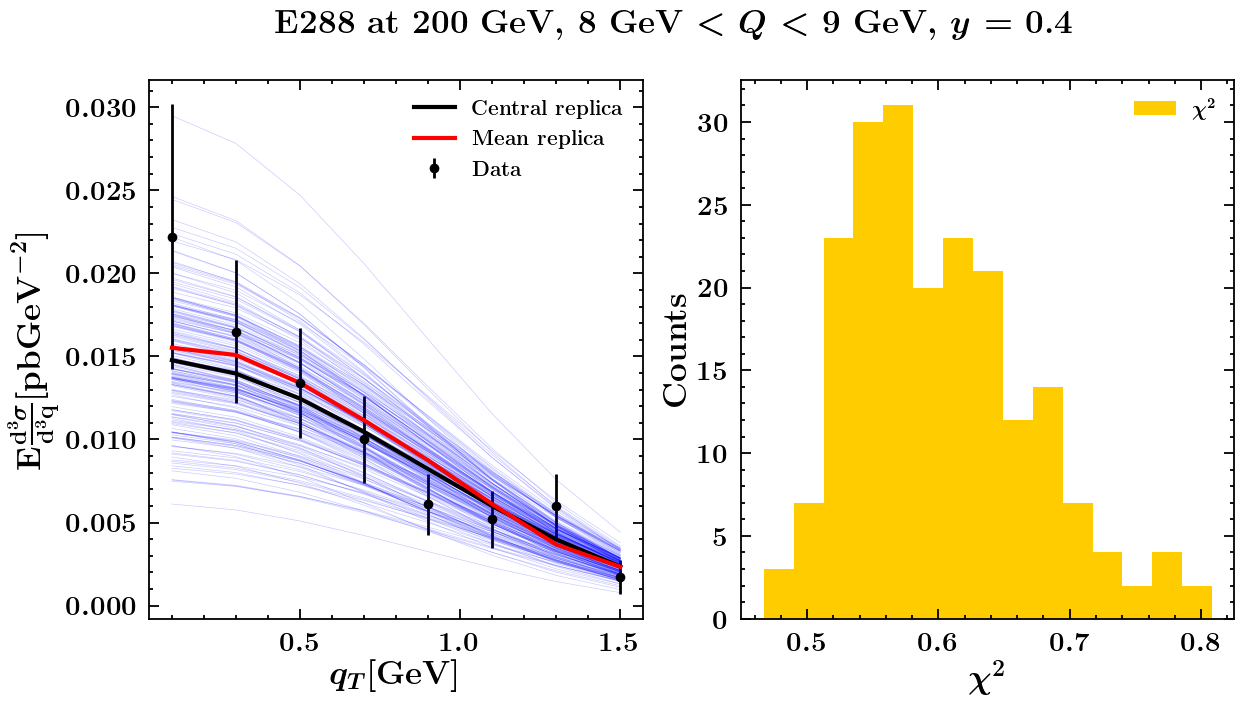 E288 at 200 GeV, 8 GeV < Q < 9 GeV, y = 0.4
E d³σ/d³q [pbGeV⁻²]
0.030
0.025
0.020
0.015
0.010
0.005
0.000
Central replica
Mean replica
Data
0.5 1.0 1.5
q_T[GeV]
Counts
30
25
20
15
10
5
0
χ²
0.5 0.6 0.7 0.8
χ²